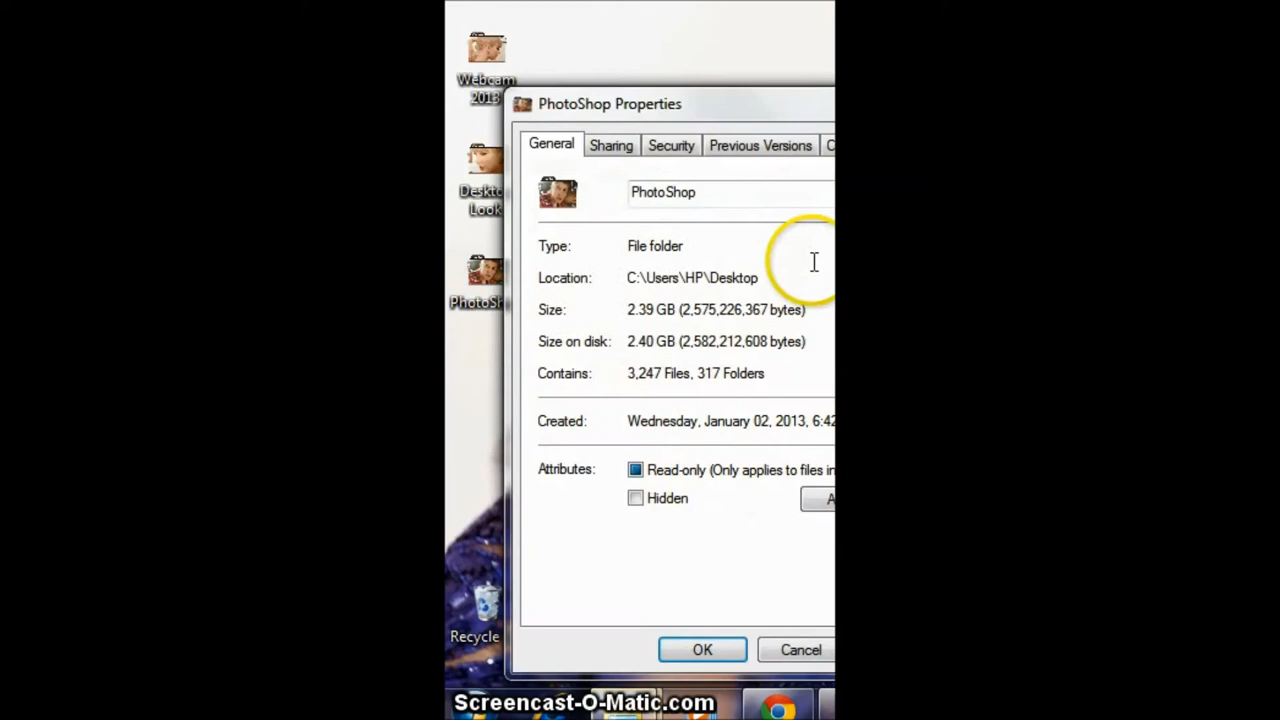 Webcam
2013
PhotoShop Properties
General
Sharing
Security
Previous Versions
Deskto
Look
PhotoSh
PhotoShop
Type:
File folder
Location:
C:\Users\HP\Desktop
Size:
2.39 GB (2,575,226,367 bytes)
Size on disk:
2.40 GB (2,582,212,608 bytes)
Contains:
3,247 Files, 317 Folders
Created:
Wednesday, January 02, 2013, 6:42
Attributes:
Read-only (Only applies to files in
Hidden
A
Recycle
OK
Cancel
Screencast-O-Matic.com